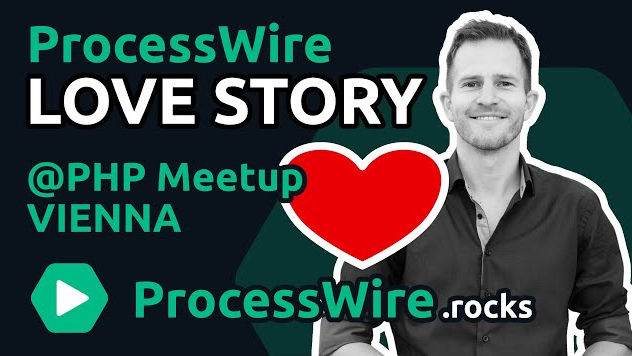 ProcessWire
LOVE STORY
@PHP Meetup
VIENNA
ProcessWire.rocks